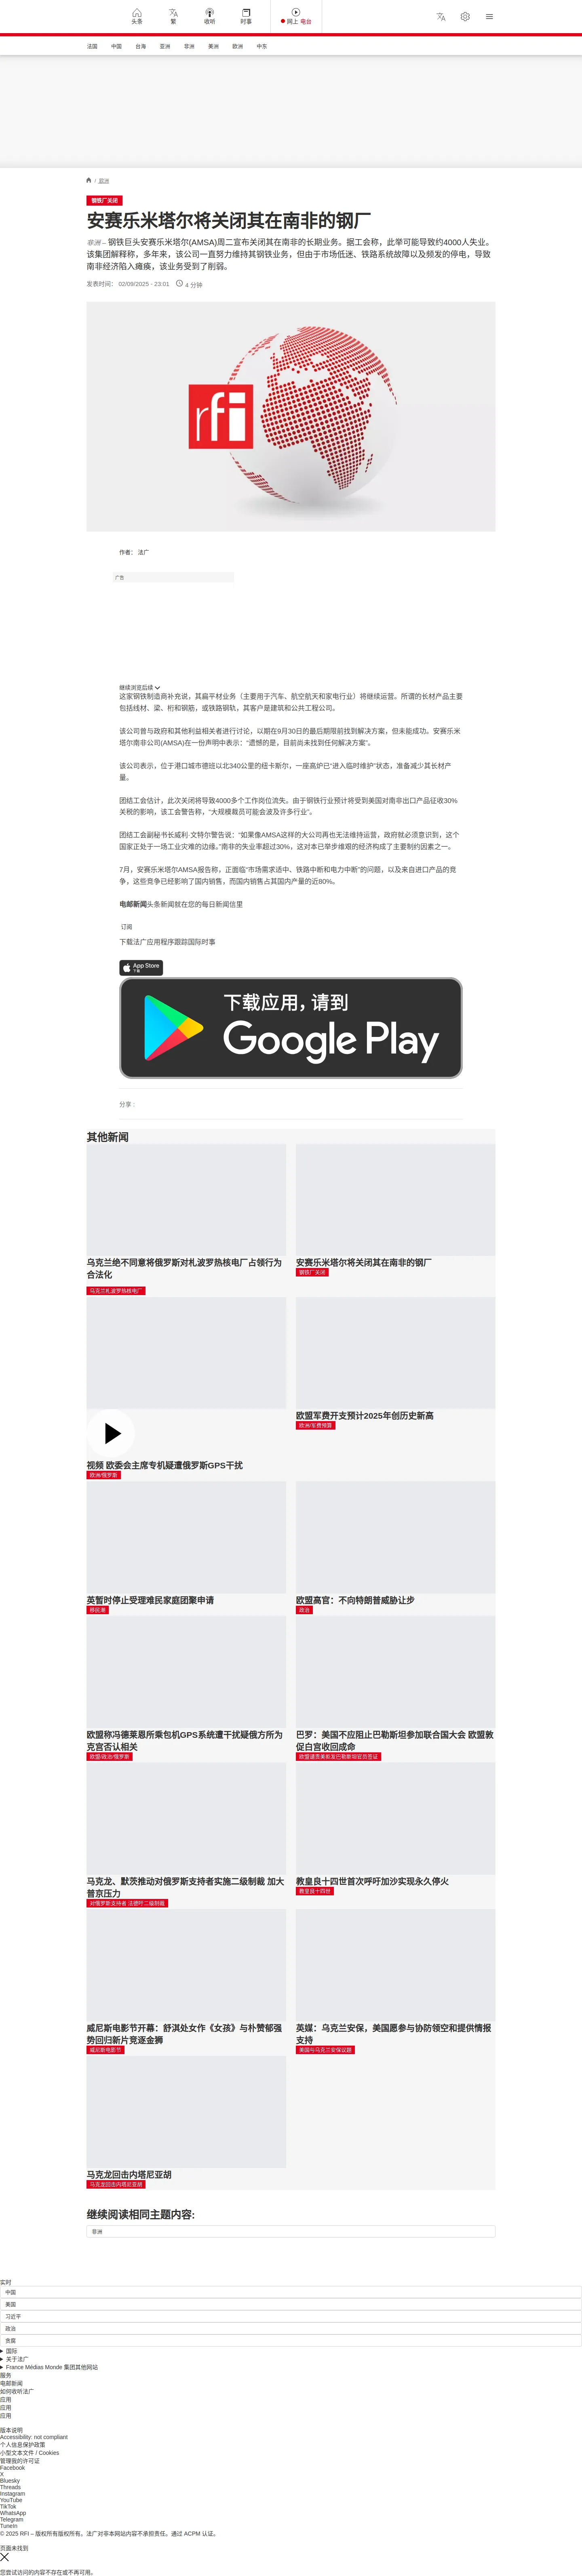 头条
繁
收听
时事
网上 电台
法国 中国 台海 亚洲 非洲 美洲 欧洲 中东
/ 非洲
钢铁厂关闭
安赛乐米塔尔将关闭其在南非的钢厂
非洲 – 钢铁巨头安赛乐米塔尔(AMSA)周二宣布关闭其在南非的长期业务。据工会称，此举可能导致约4000人失业。
该集团解释称，多年来，该公司一直努力维持其钢铁业务，但由于市场低迷、铁路系统故障以及频发的停电，导致
南非经济陷入瘫痪，该业务受到了削弱。
发表时间： 02/09/2025 - 23:01 4 分钟
rfi
作者： 法广
广告
继续浏览后续
这家钢铁制造商补充说，其扁平材业务（主要用于汽车、航空航天和家电行业）将继续运营。所谓的长材产品主要
包括线材、梁、桁和钢筋，或铁路钢轨，其客户是建筑和公共工程公司。
该公司曾与政府和其他利益相关者进行讨论，以期在9月30日的最后期限前找到解决方案，但未能成功。安赛乐米
塔尔南非公司(AMSA)在一份声明中表示：“遗憾的是，目前尚未找到任何解决方案”。
该公司表示，位于港口城市德班以北340公里的纽卡斯尔，一座高炉已“进入临时维护”状态，准备减少其长材产
量。
团结工会估计，此次关闭将导致4000多个工作岗位流失。由于钢铁行业预计将受到美国对南非出口产品征收30%
关税的影响，该工会警告称，“大规模裁员可能会波及许多行业”。
团结工会副秘书长威利·文特尔警告说：“如果像AMSA这样的大公司再也无法维持运营，政府就必须意识到，这个
国家正处于一场工业灾难的边缘。”南非的失业率超过30%，这对本已举步维艰的经济构成了主要制约因素之一。
7月，安赛乐米塔尔AMSA报告称，正面临“市场需求适中、铁路中断和电力中断”的问题，以及来自进口产品的竞
争，这些竞争已经影响了国内销售，而国内销售占其国内产量的近80%。
电邮新闻头条新闻就在您的每日新闻信里
订阅
下载法广应用程序跟踪国际时事
App Store
下载
下载应用，请到
Google Play
分享 :
其他新闻
乌克兰绝不同意将俄罗斯对札波罗热核电厂占领行为
合法化
乌克兰札波罗热核电厂
安赛乐米塔尔将关闭其在南非的钢厂
钢铁厂关闭
视频 欧委会主席专机疑遭俄罗斯GPS干扰
欧洲/俄罗斯
欧盟军费开支预计2025年创历史新高
欧洲/军费预算
英暂时停止受理难民家庭团聚申请
移民潮
欧盟高官：不向特朗普威胁让步
政治
欧盟称冯德莱恩所乘包机GPS系统遭干扰疑俄方所为
克宫否认相关
欧盟/政治/俄罗斯
巴罗：美国不应阻止巴勒斯坦参加联合国大会 欧盟敦
促白宫收回成命
欧盟谴责美拒发巴勒斯坦官员签证
马克龙、默茨推动对俄罗斯支持者实施二级制裁 加大
普京压力
对俄罗斯支持者 法德吁二级制裁
教皇良十四世首次呼吁加沙实现永久停火
教皇良十四世
威尼斯电影节开幕：舒淇处女作《女孩》与朴赞郁强
势回归新片竞逐金狮
威尼斯电影节
英媒：乌克兰安保，美国愿参与协防领空和提供情报
支持
美国与乌克兰安保议题
马克龙回击内塔尼亚胡
马克龙回击内塔尼亚胡
继续阅读相同主题内容:
非洲
实时
中国
美国
习近平
政治
贪腐
国际
关于法广
France Médias Monde 集团其他网站
服务
电邮新闻
如何收听法广
应用
应用
应用
版本说明
Accessibility: not compliant
个人信息保护政策
小型文本文件 / Cookies
管理我的许可证
Facebook
X
Bluesky
Threads
Instagram
YouTube
TikTok
WhatsApp
Telegram
TuneIn
© 2025 RFI – 版权所有版权所有。法广对非本网站内容不承担责任。通过 ACPM 认证。
页面未找到
您尝试访问的内容不存在或不再可用。